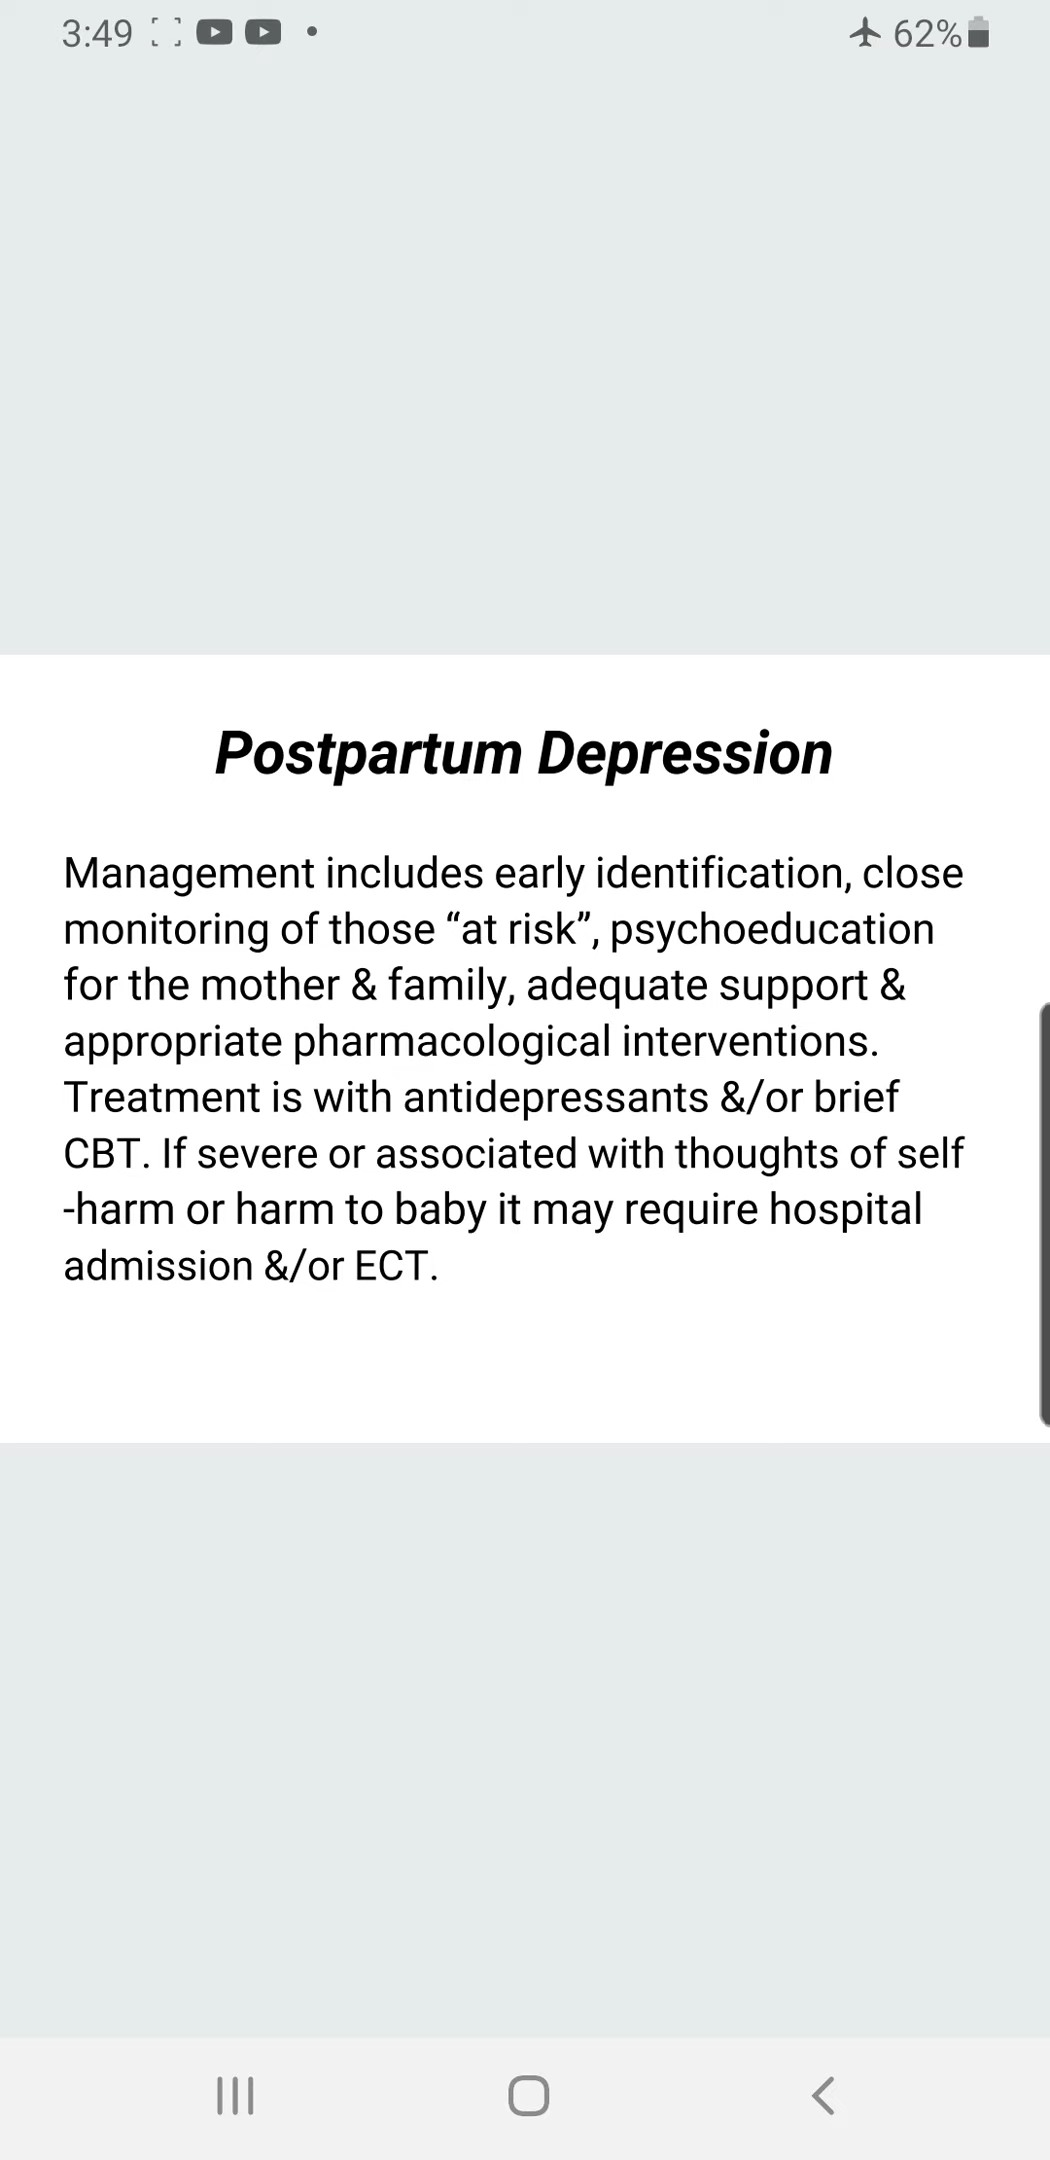 3:49
62%
Postpartum Depression
Management includes early identification, close
monitoring of those “at risk”, psychoeducation
for the mother & family, adequate support &
appropriate pharmacological interventions.
Treatment is with antidepressants &/or brief
CBT. If severe or associated with thoughts of self
-harm or harm to baby it may require hospital
admission &/or ECT.